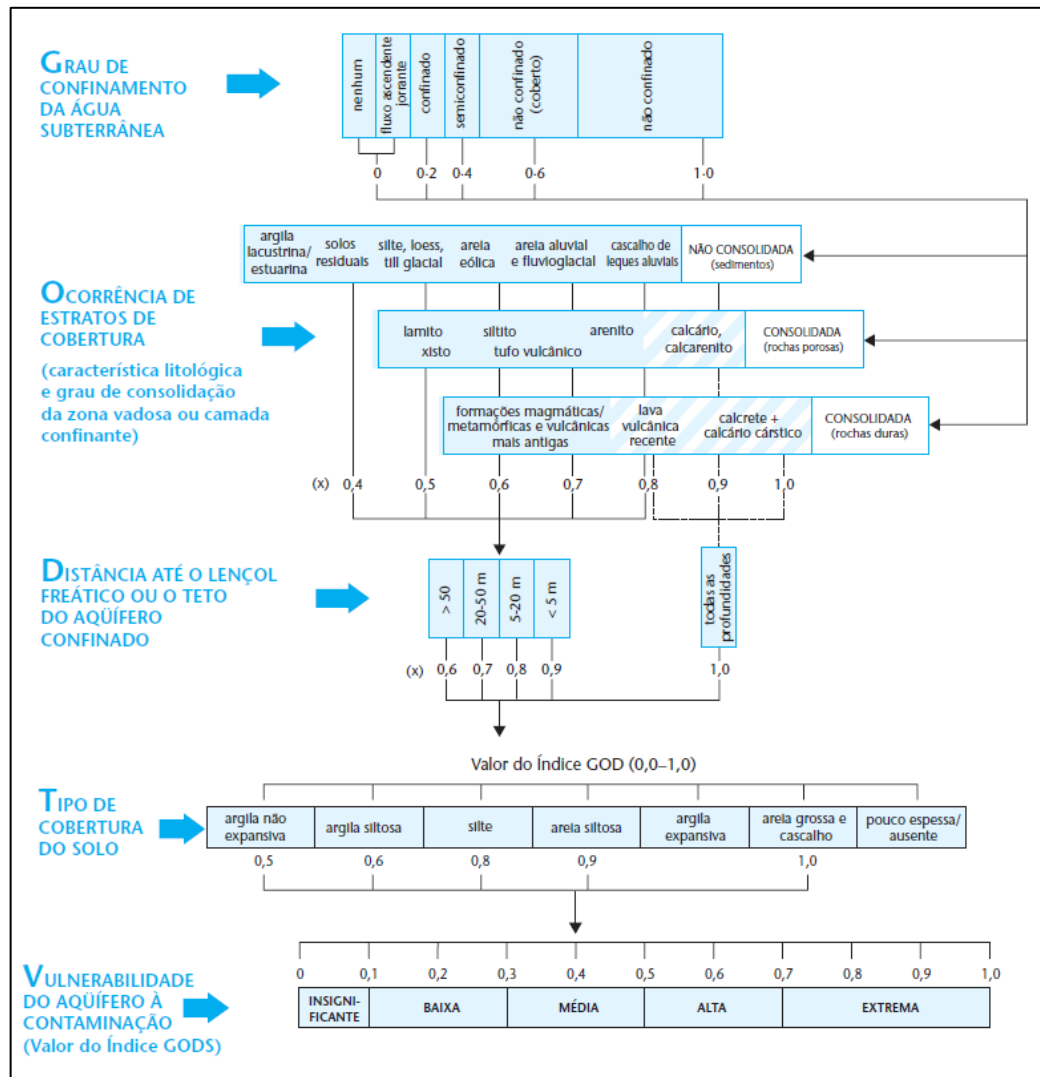 GRAU DE
CONFINAMENTO
DA ÁGUA
SUBTERRÂNEA
nenhum
fluxo ascendente
jorrante
confinado
semiconfinado
não confinado
(coberto)
não confinado
0
0·2
0·4
0·6
1·0
OCORRÊNCIA DE
ESTRATOS DE
COBERTURA
(característica litológica
e grau de consolidação
da zona vadosa ou camada
confinante)
argila
lacustrina/
estuarina
solos
residuais
silte, loess,
till glacial
areia
eólica
areia aluvial
e fluvioglacial
cascalho de
leques aluviais
NÃO CONSOLIDADA
(sedimentos)
lamito
xisto
siltito
tufo vulcânico
arenito
calcário,
calcarenito
CONSOLIDADA
(rochas porosas)
formações magmáticas/
metamórficas e vulcânicas
mais antigas
lava
vulcânica
recente
calcrete +
calcário cárstico
CONSOLIDADA
(rochas duras)
(x) 0,4
0,5
0,6
0,7
0,8
0,9
1,0
DISTÂNCIA ATÉ O LENÇOL
FREÁTICO OU O TETO
DO AQÜÍFERO
CONFINADO
> 50
20-50 m
5-20 m
< 5 m
todas as
profundidades
(x) 0,6
0,7
0,8
0,9
1,0
Valor do Índice GOD (0,0–1,0)
TIPO DE
COBERTURA
DO SOLO
argila não
expansiva
argila siltosa
silte
areia siltosa
argila
expansiva
areia grossa e
cascalho
pouco espessa/
ausente
0,5
0,6
0,8
0,9
1,0
VULNERABILIDADE
DO AQÜÍFERO À
CONTAMINAÇÃO
(Valor do Índice GODS)
0
0,1
0,2
0,3
0,4
0,5
0,6
0,7
0,8
0,9
1,0
INSIGNI-
FICANTE
BAIXA
MÉDIA
ALTA
EXTREMA